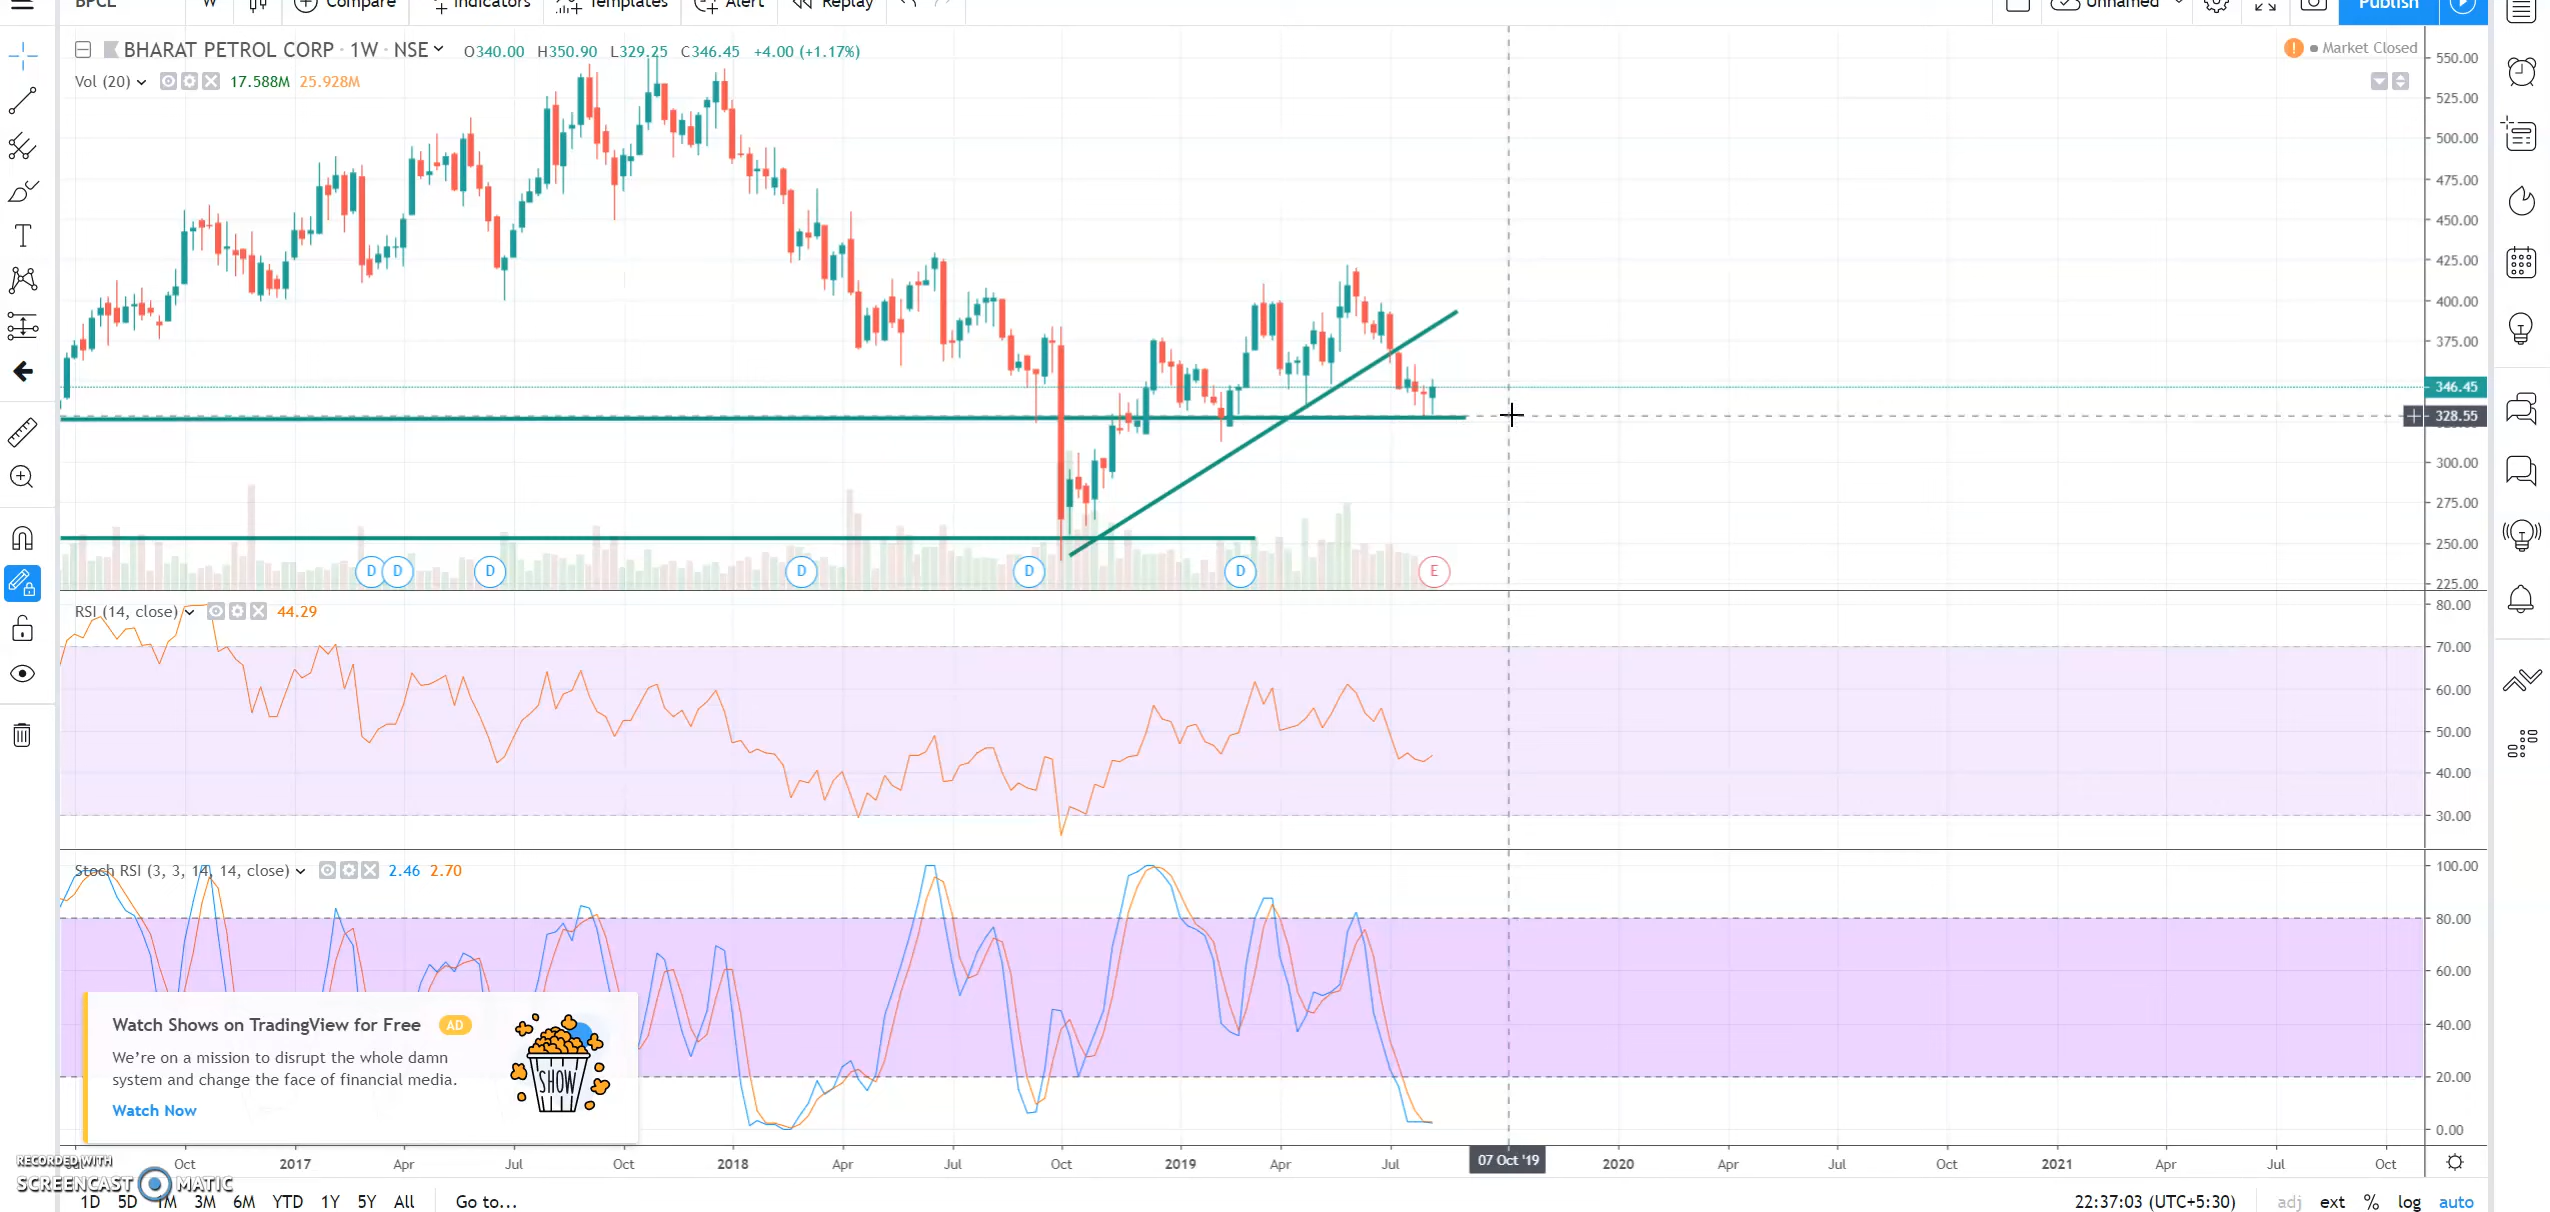 BPCL W Compare Indicators Templates Alert Replay Unnamed Publish
BHARAT PETROL CORP · 1W · NSE O340.00 H350.90 L329.25 C346.45 +4.00 (+1.17%)
Market Closed
Vol (20) 17.588M 25.928M
550.00
525.00
500.00
475.00
450.00
425.00
400.00
375.00
346.45
328.55
300.00
275.00
250.00
225.00
D D D D D D E
RSI (14, close) 44.29
80.00
70.00
60.00
50.00
40.00
30.00
Stoch RSI (3, 3, 14, 14, close) 2.46 2.70
100.00
80.00
60.00
40.00
20.00
0.00
Watch Shows on TradingView for Free AD
We're on a mission to disrupt the whole damn
system and change the face of financial media.
Watch Now
SHOW
Jul Oct 2017 Apr Jul Oct 2018 Apr Jul Oct 2019 Apr Jul 07 Oct '19 2020 Apr Jul Oct 2021 Apr Jul Oct
RECORDED WITH
SCREENCAST MATIC
1D 5D 1M 3M 6M YTD 1Y 5Y All Go to... 22:37:03 (UTC+5:30) adj ext % log auto